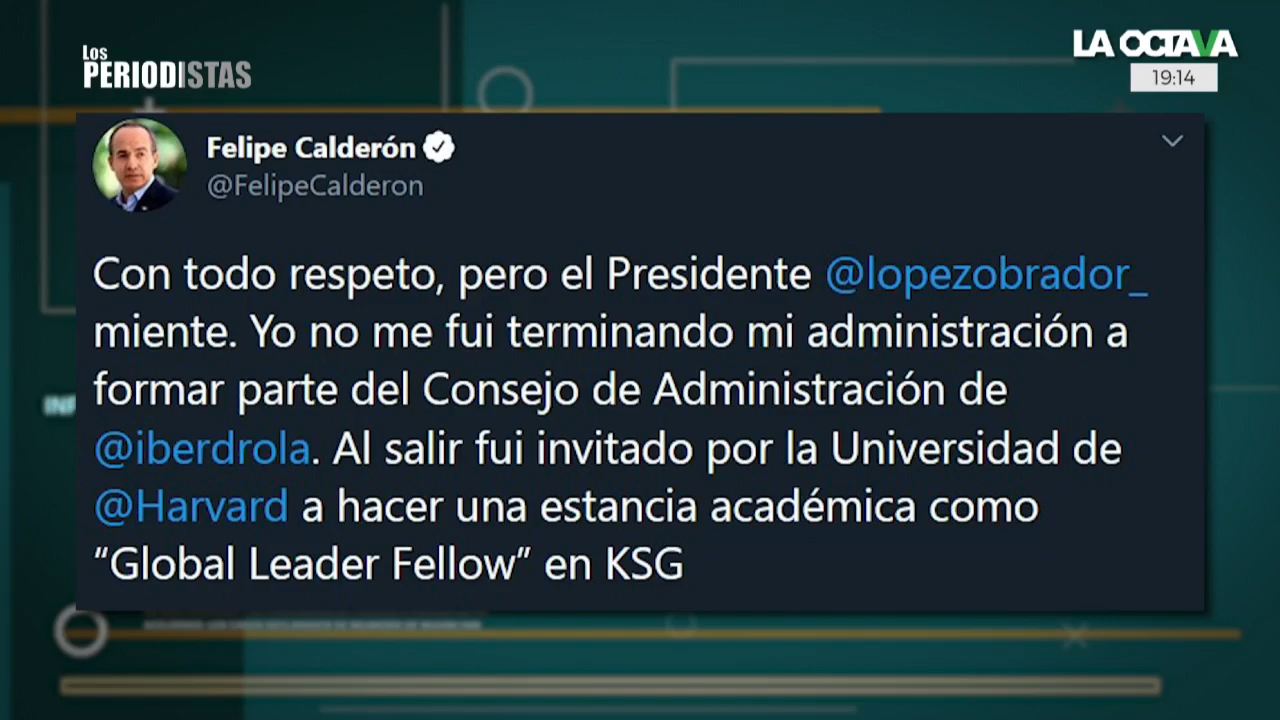 Los
PERIODISTAS
LA OCTAVA
19:14
Felipe Calderón
@FelipeCalderon
Con todo respeto, pero el Presidente @lopezobrador_
miente. Yo no me fui terminando mi administración a
formar parte del Consejo de Administración de
@iberdrola. Al salir fui invitado por la Universidad de
@Harvard a hacer una estancia académica como
“Global Leader Fellow” en KSG